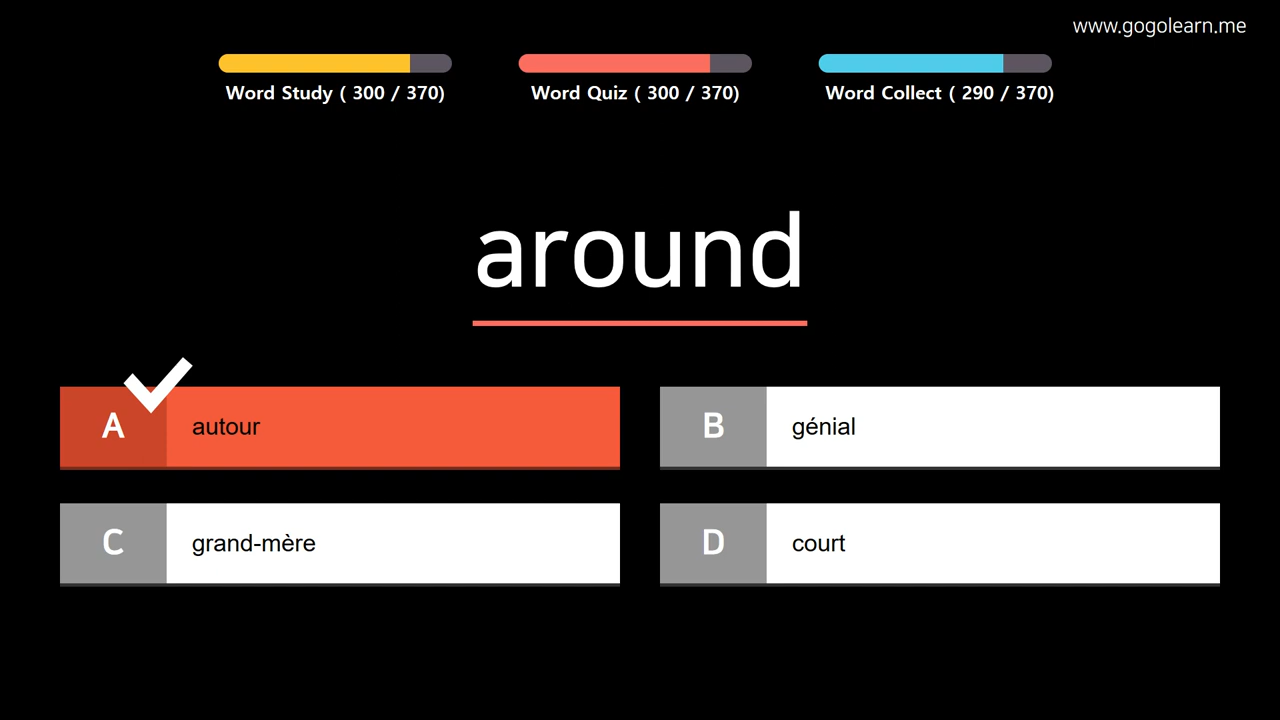 www.gogolearn.me
Word Study ( 300 / 370)
Word Quiz ( 300 / 370)
Word Collect ( 290 / 370)
around
A autour
B génial
C grand-mère
D court